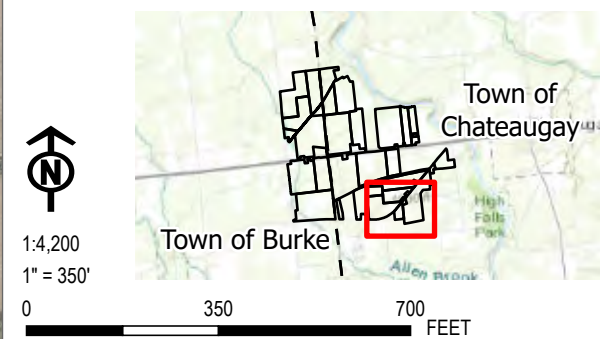 N
1:4,200
1" = 350'
0 350 700
FEET
Town of
Chateaugay
Town of Burke
High
Falls
Park
Allen Brook